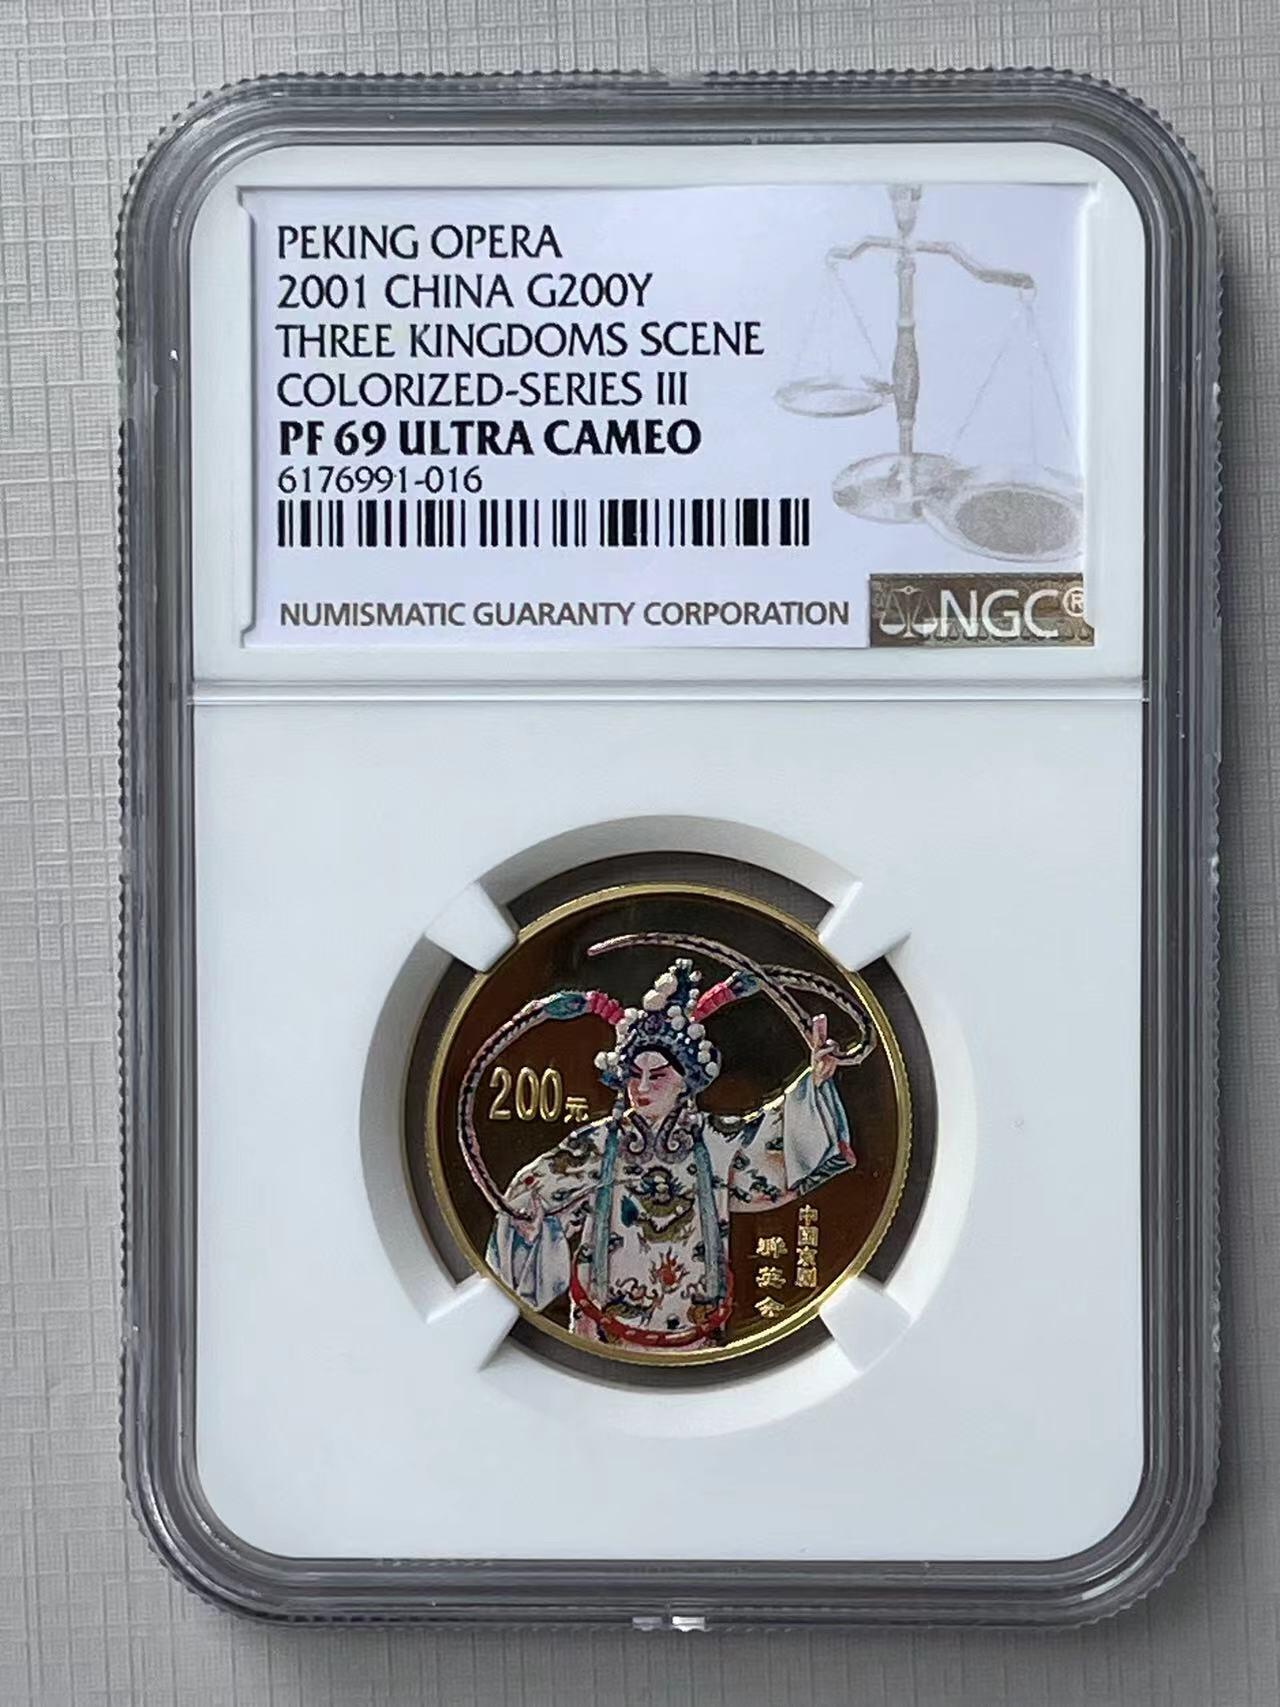 PEKING OPERA
2001 CHINA G200Y
THREE KINGDOMS SCENE
COLORIZED-SERIES III
PF 69 ULTRA CAMEO
6176991-016
NUMISMATIC GUARANTY CORPORATION
NGC®
200元
中国京剧
群英会